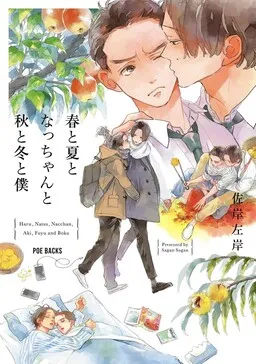 春と夏と
なっちゃんと
秋と冬と僕
Haru, Natsu, Nacchan,
Aki, Fuyu and Boku
POE BACKS
佐岸左岸
Presented by
Sagan Sagan